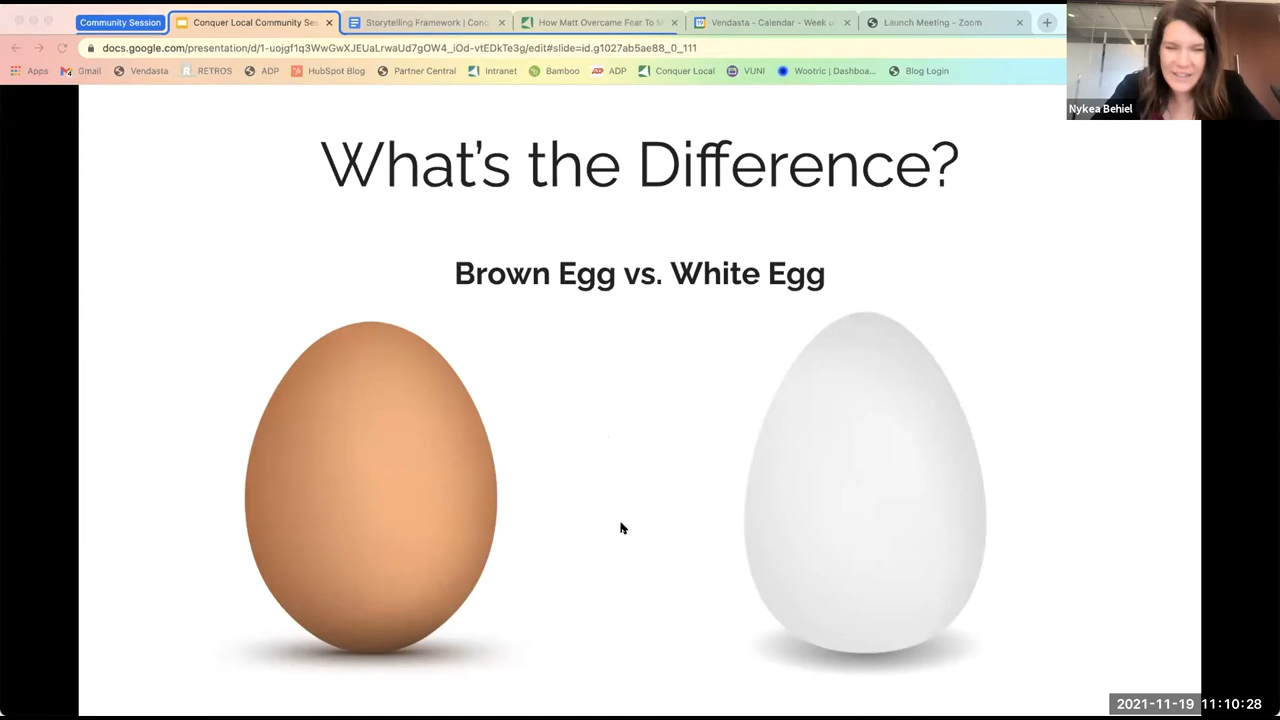 Community Session
Conquer Local Community Ses
Storytelling Framework | Conq
How Matt Overcame Fear To M
Vendasta - Calendar - Week o
Launch Meeting - Zoom
docs.google.com/presentation/d/1-uojgf1q3WwGwXJEUaLrwaUd7gOW4_iOd-vtEDkTe3g/edit#slide=id.g1027ab5ae88_0_111
Apps Gmail Vendasta RETROS ADP HubSpot Blog Partner Central Intranet Bamboo ADP Conquer Local VUNI Wootric | Dashboa... Blog Login
Nykea Behiel
What's the Difference?
Brown Egg vs. White Egg
2021-11-19 11:10:28